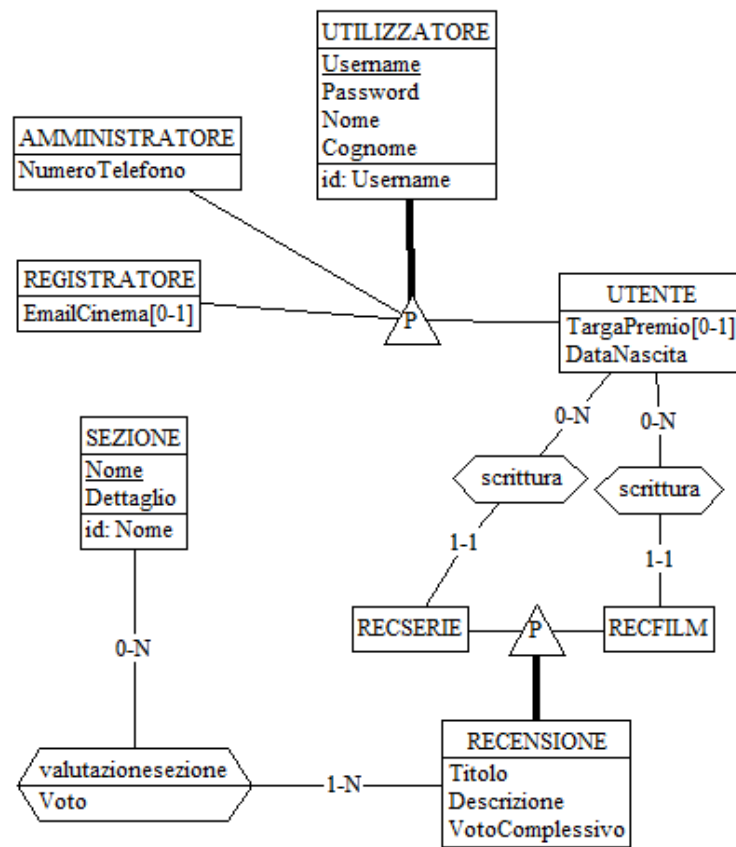 UTILIZZATORE
Username
Password
Nome
Cognome
id: Username
AMMINISTRATORE
NumeroTelefono
REGISTRATORE
EmailCinema[0-1]
P
UTENTE
TargaPremio[0-1]
DataNascita
0-N
0-N
scrittura
scrittura
1-1
1-1
SEZIONE
Nome
Dettaglio
id: Nome
0-N
RECSERIE
P
RECFILM
valutazionesezione
Voto
1-N
RECENSIONE
Titolo
Descrizione
VotoComplessivo